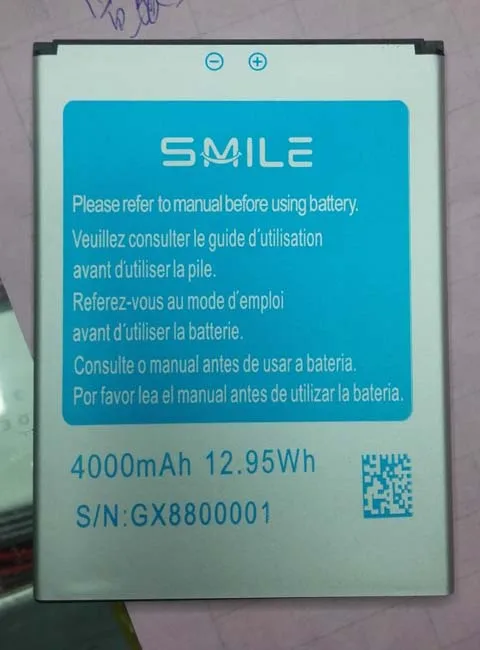 SMILE
Please refer to manual before using battery.
Veuillez consulter le guide d'utilisation
avant d'utiliser la pile.
Referez-vous au mode d'emploi
avant d'utiliser la batterie.
Consulte o manual antes de usar a bateria.
Por favor lea el manual antes de utilizar la bateria.
4000mAh 12.95Wh
S/N:GX8800001